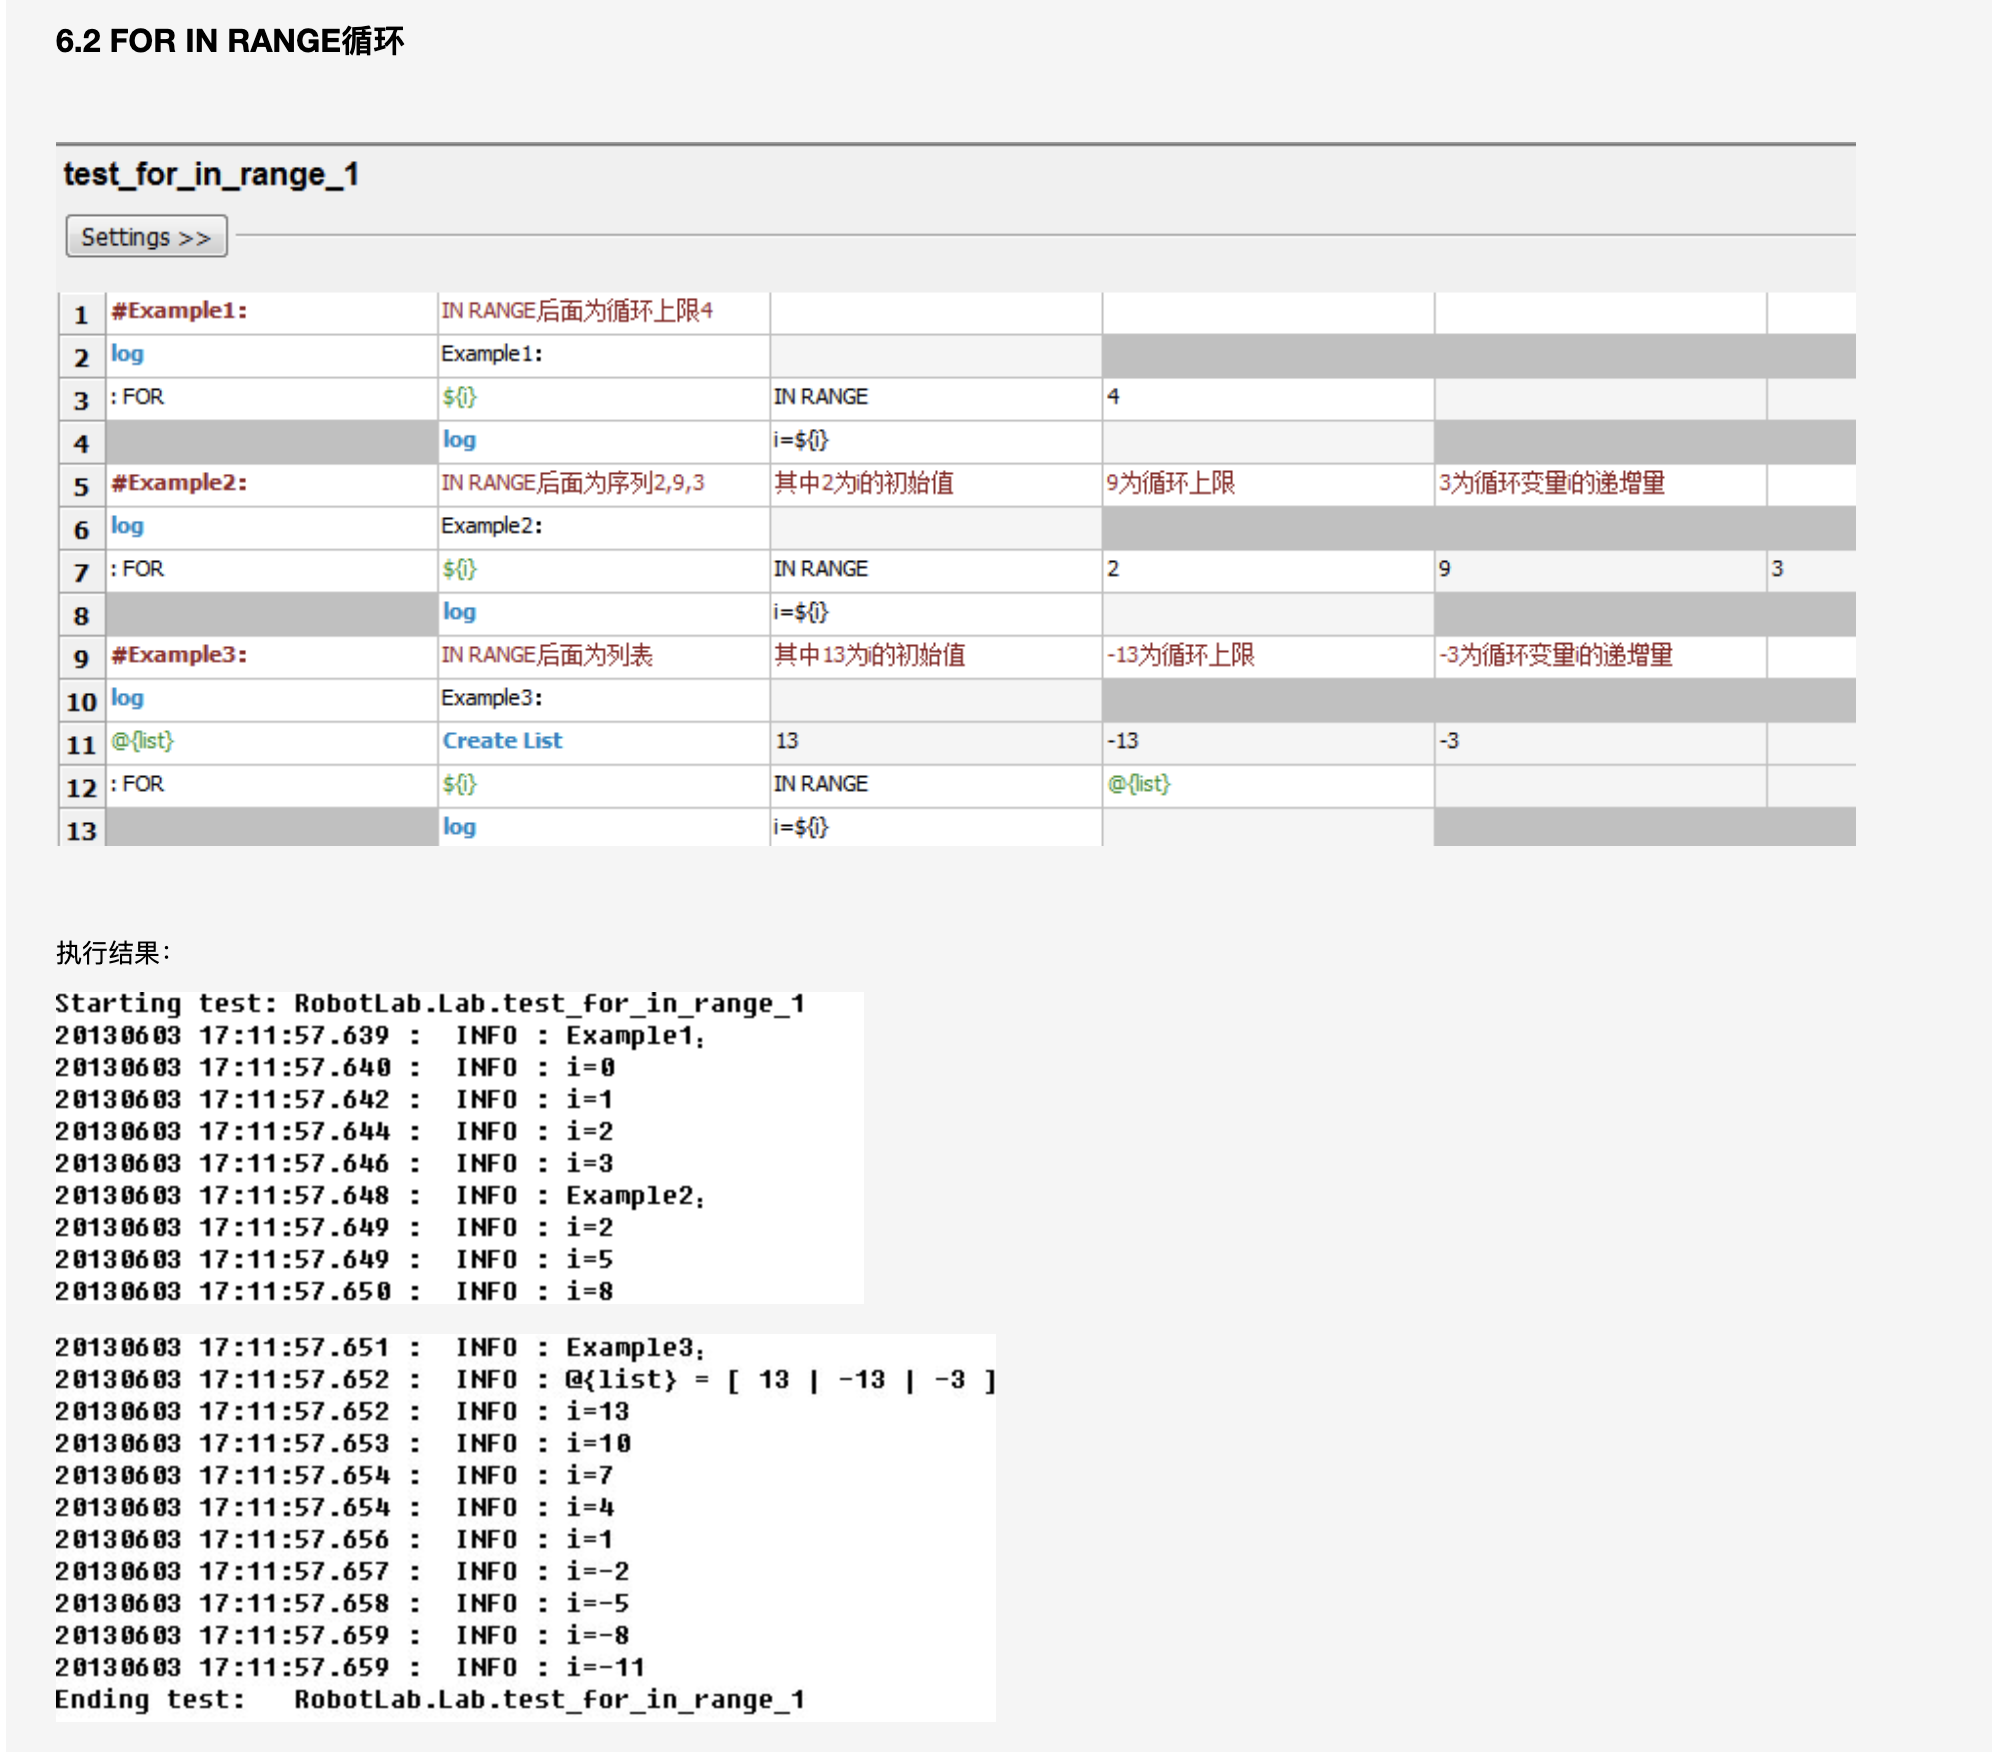 6.2 FOR IN RANGE循环
test_for_in_range_1
Settings >>
1 #Example1: IN RANGE后面为循环上限4
2 log Example1:
3 : FOR ${i} IN RANGE 4
4 log i=${i}
5 #Example2: IN RANGE后面为序列2,9,3 其中2为i的初始值 9为循环上限 3为循环变量i的递增量
6 log Example2:
7 : FOR ${i} IN RANGE 2 9 3
8 log i=${i}
9 #Example3: IN RANGE后面为列表 其中13为i的初始值 -13为循环上限 -3为循环变量i的递增量
10 log Example3:
11 @{list} Create List 13 -13 -3
12 : FOR ${i} IN RANGE @{list}
13 log i=${i}
执行结果：
Starting test: RobotLab.Lab.test_for_in_range_1
20130603 17:11:57.639 :  INFO : Example1：
20130603 17:11:57.640 :  INFO : i=0
20130603 17:11:57.642 :  INFO : i=1
20130603 17:11:57.644 :  INFO : i=2
20130603 17:11:57.646 :  INFO : i=3
20130603 17:11:57.648 :  INFO : Example2：
20130603 17:11:57.649 :  INFO : i=2
20130603 17:11:57.649 :  INFO : i=5
20130603 17:11:57.650 :  INFO : i=8
20130603 17:11:57.651 :  INFO : Example3：
20130603 17:11:57.652 :  INFO : @{list} = [ 13 | -13 | -3 ]
20130603 17:11:57.652 :  INFO : i=13
20130603 17:11:57.653 :  INFO : i=10
20130603 17:11:57.654 :  INFO : i=7
20130603 17:11:57.654 :  INFO : i=4
20130603 17:11:57.656 :  INFO : i=1
20130603 17:11:57.657 :  INFO : i=-2
20130603 17:11:57.658 :  INFO : i=-5
20130603 17:11:57.659 :  INFO : i=-8
20130603 17:11:57.659 :  INFO : i=-11
Ending test:   RobotLab.Lab.test_for_in_range_1